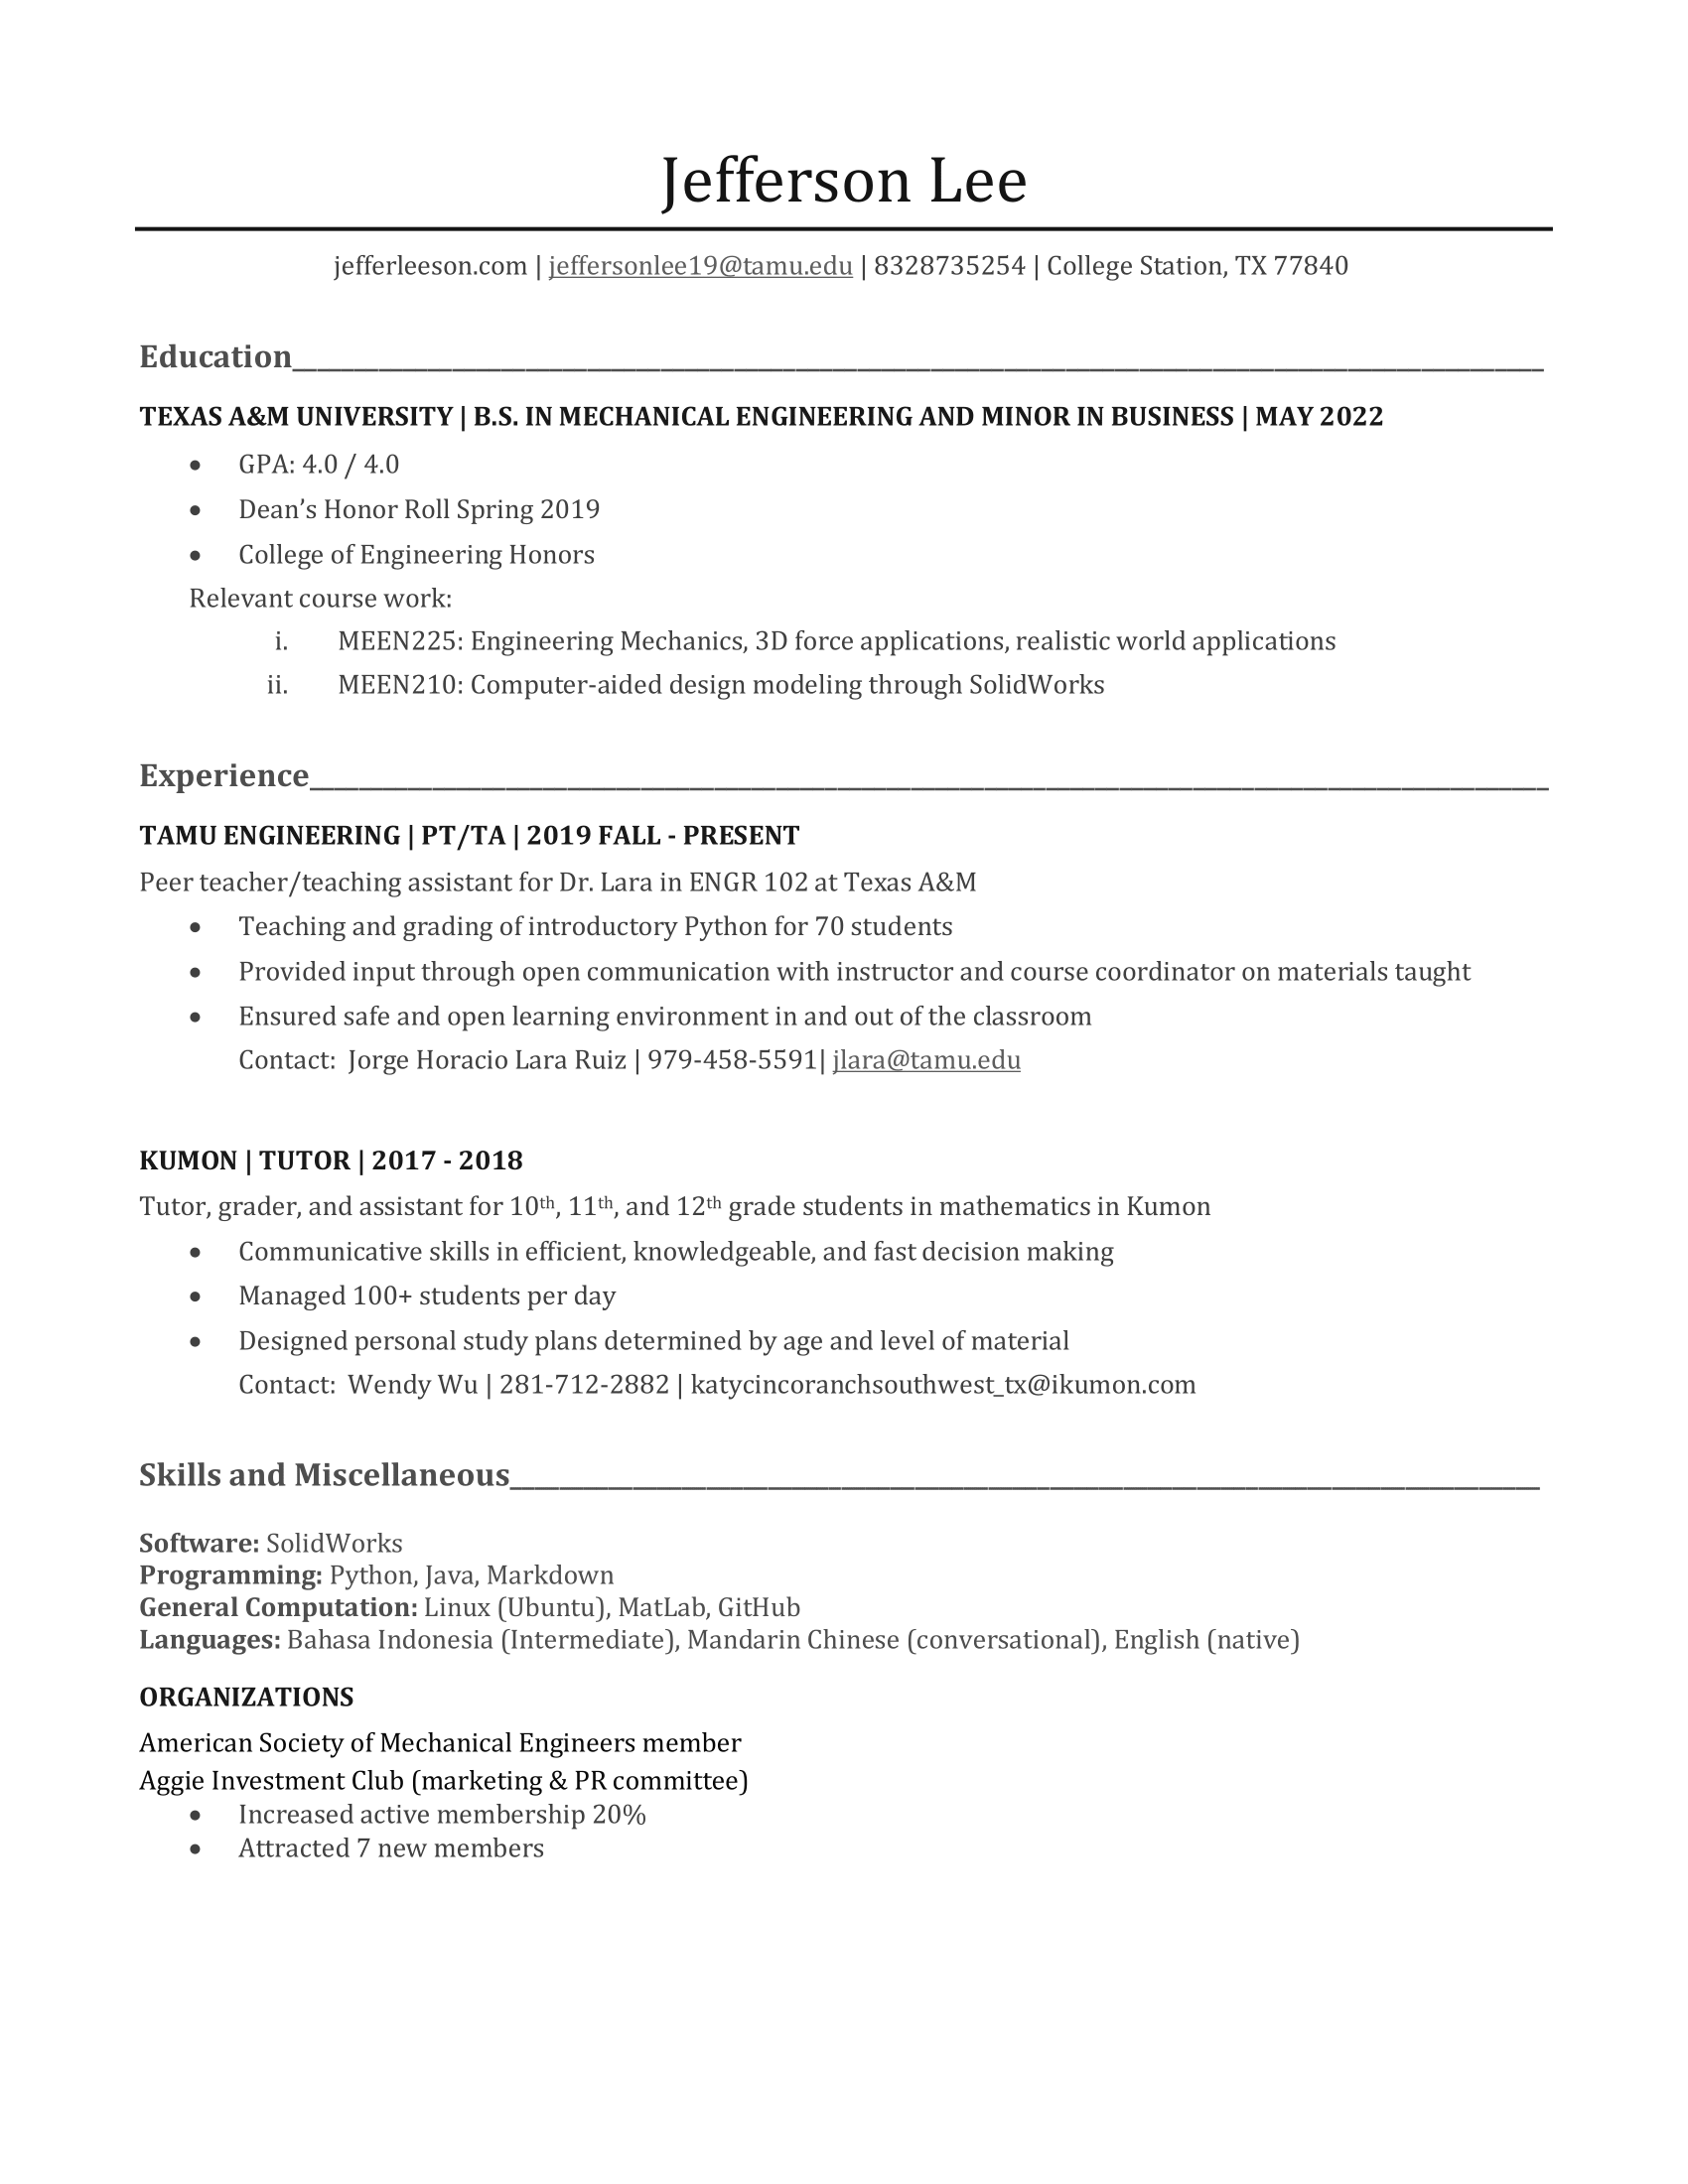 Jefferson Lee
jefferleeson.com | jeffersonlee19@tamu.edu | 8328735254 | College Station, TX 77840
Education
TEXAS A&M UNIVERSITY | B.S. IN MECHANICAL ENGINEERING AND MINOR IN BUSINESS | MAY 2022
• GPA: 4.0 / 4.0
• Dean’s Honor Roll Spring 2019
• College of Engineering Honors
Relevant course work:
i. MEEN225: Engineering Mechanics, 3D force applications, realistic world applications
ii. MEEN210: Computer-aided design modeling through SolidWorks
Experience
TAMU ENGINEERING | PT/TA | 2019 FALL - PRESENT
Peer teacher/teaching assistant for Dr. Lara in ENGR 102 at Texas A&M
• Teaching and grading of introductory Python for 70 students
• Provided input through open communication with instructor and course coordinator on materials taught
• Ensured safe and open learning environment in and out of the classroom
Contact: Jorge Horacio Lara Ruiz | 979-458-5591| jlara@tamu.edu
KUMON | TUTOR | 2017 - 2018
Tutor, grader, and assistant for 10th, 11th, and 12th grade students in mathematics in Kumon
• Communicative skills in efficient, knowledgeable, and fast decision making
• Managed 100+ students per day
• Designed personal study plans determined by age and level of material
Contact: Wendy Wu | 281-712-2882 | katycincoranchsouthwest_tx@ikumon.com
Skills and Miscellaneous
Software: SolidWorks
Programming: Python, Java, Markdown
General Computation: Linux (Ubuntu), MatLab, GitHub
Languages: Bahasa Indonesia (Intermediate), Mandarin Chinese (conversational), English (native)
ORGANIZATIONS
American Society of Mechanical Engineers member
Aggie Investment Club (marketing & PR committee)
• Increased active membership 20%
• Attracted 7 new members